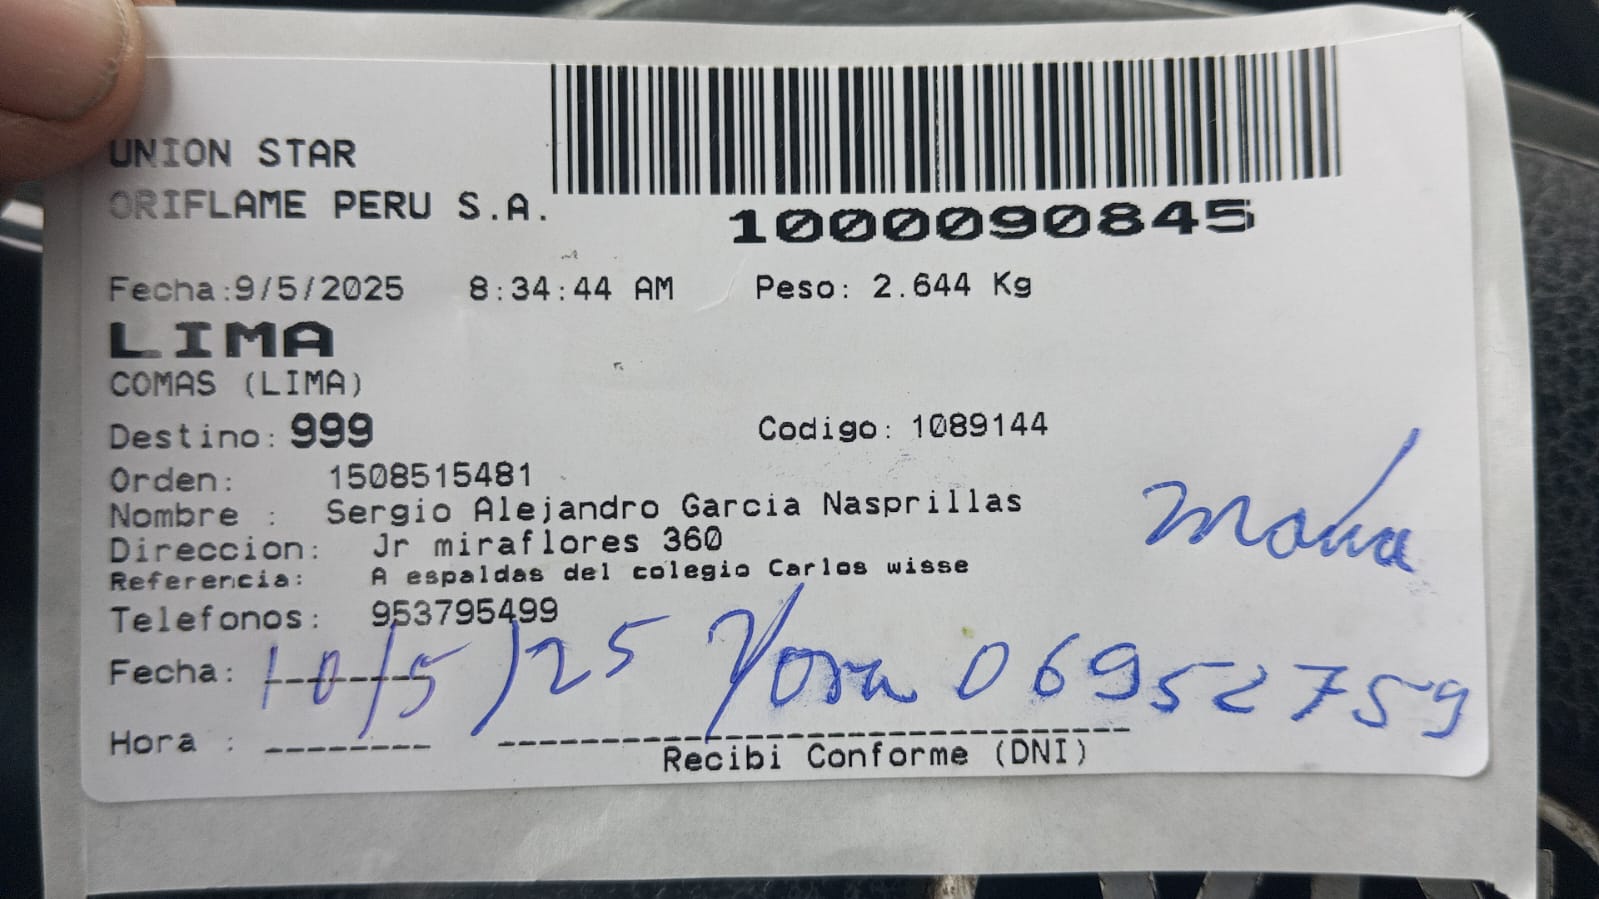 UNION STAR
ORIFLAME PERU S.A.
1000090845
Fecha:9/5/2025 8:34:44 AM Peso: 2.644 Kg
LIMA
COMAS (LIMA)
Destino: 999 Codigo: 1089144
Orden: 1508515481
Nombre : Sergio Alejandro Garcia Nasprillas
Direccion: Jr miraflores 360
Referencia: A espaldas del colegio Carlos wisse
Telefonos: 953795499
Fecha: 10/5/25 06952759
Hora :
Recibi Conforme (DNI)